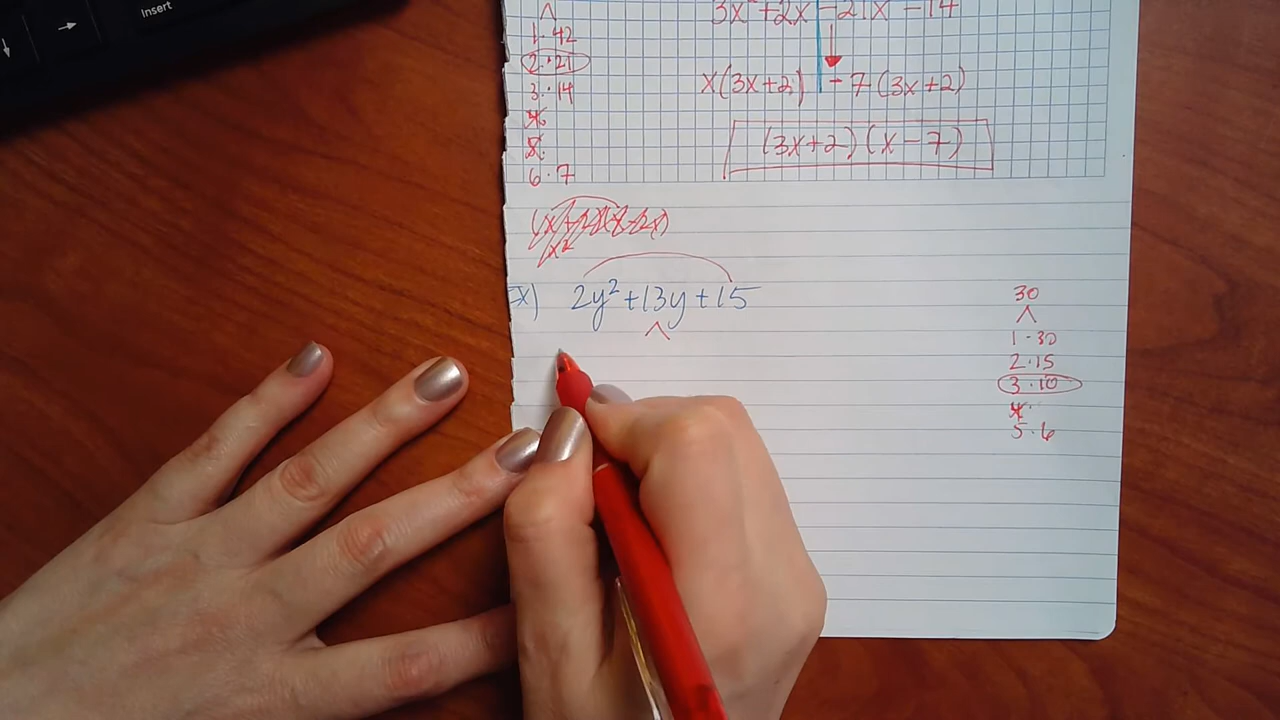 Insert
→
↓
3x²+2x-21x-14
1·42
2·21
3·14
6·7
x(3x+2) -7(3x+2)
(3x+2)(x-7)
x²
EX) 2y²+13y+15
30
1·30
2·15
3·10
5·6